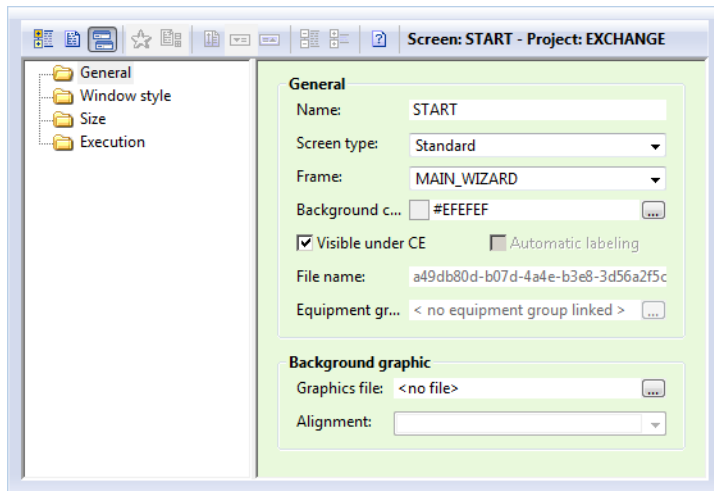 Screen: START - Project: EXCHANGE
General
Window style
Size
Execution
General
Name: START
Screen type: Standard
Frame: MAIN_WIZARD
Background c... #EFEFEF ...
Visible under CE Automatic labeling
File name: a49db80d-b07d-4a4e-b3e8-3d56a2f5c
Equipment gr... < no equipment group linked > ...
Background graphic
Graphics file: <no file> ...
Alignment: